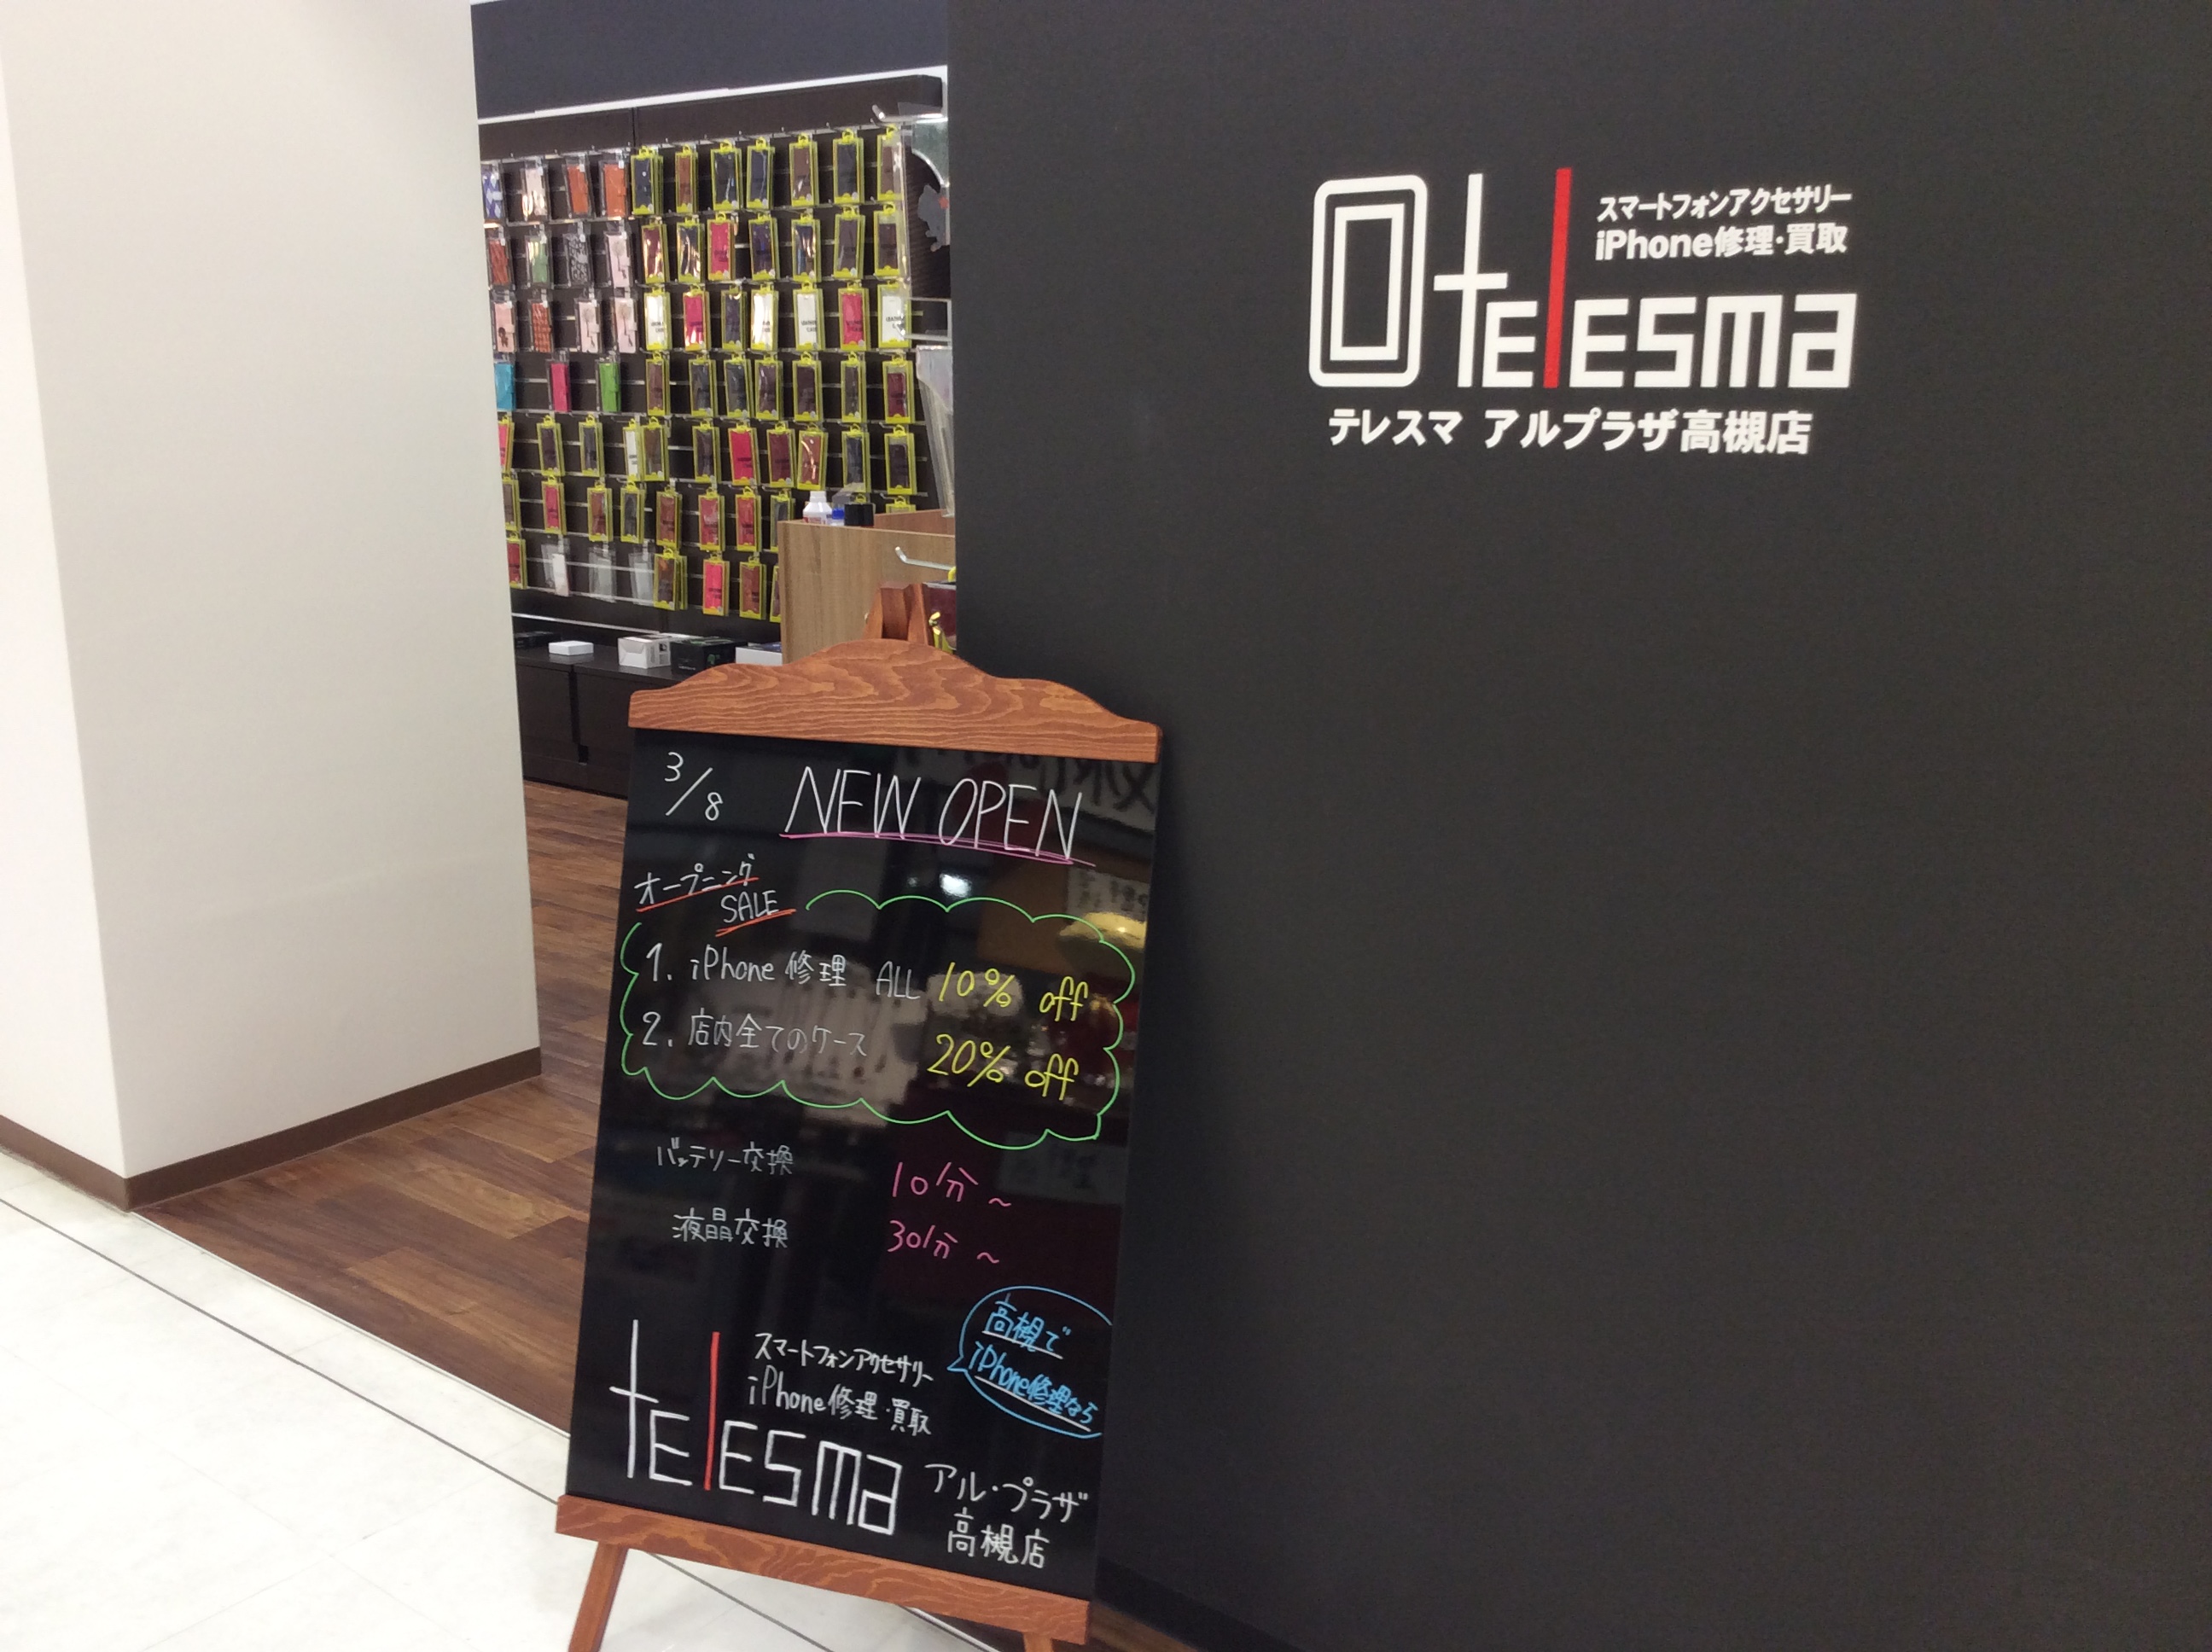 スマートフォンアクセサリー
iPhone修理・買取
telesma
テレスマ アルプラザ高槻店
3/8 NEW OPEN
オープニング
SALE
1. iPhone修理 ALL 10% off
2. 店内全てのケース 20% off
バッテリー交換 10分～
液晶交換 30分～
高槻で
iPhone修理なら
スマートフォンアクセサリー
iPhone修理・買取
telesma
アル・プラザ
高槻店